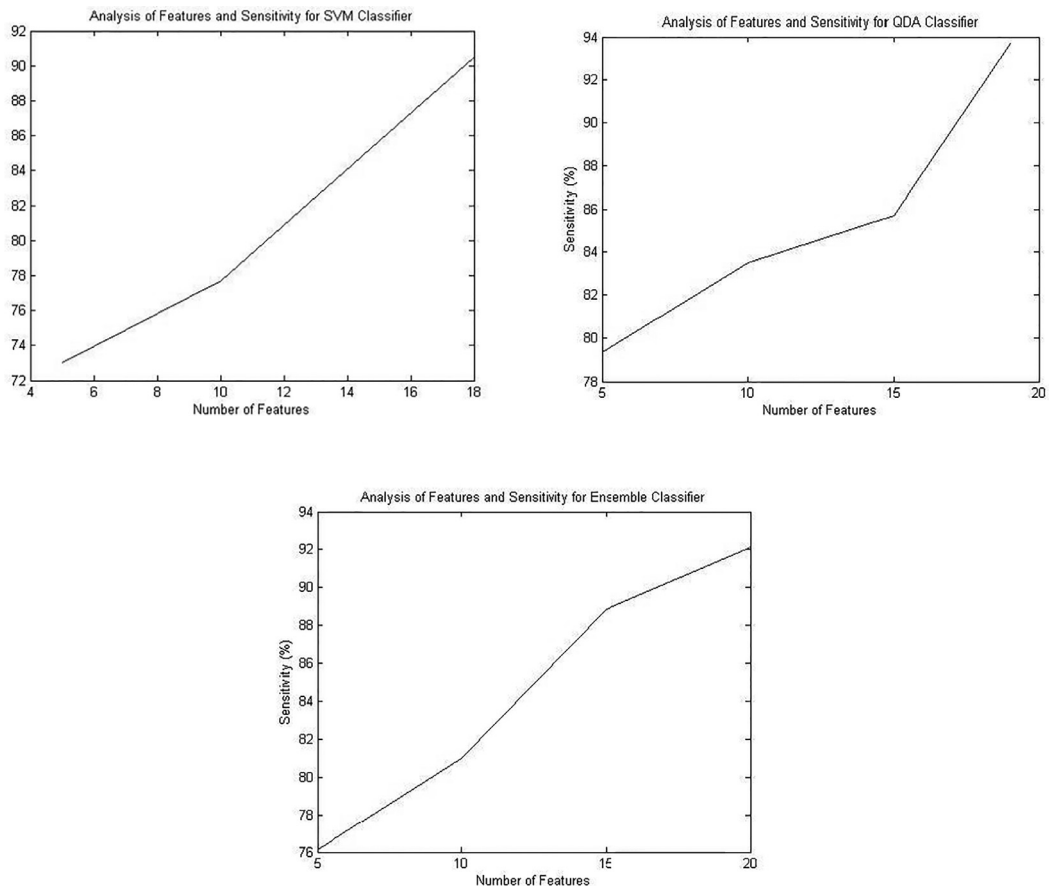 Analysis of Features and Sensitivity for SVM Classifier
92
90
88
86
84
82
80
78
76
74
72
4 6 8 10 12 14 16 18
Number of Features
Analysis of Features and Sensitivity for QDA Classifier
94
92
90
88
86
84
82
80
78
Sensitivity (%)
5 10 15 20
Number of Features
Analysis of Features and Sensitivity for Ensemble Classifier
94
92
90
88
86
84
82
80
78
76
Sensitivity (%)
5 10 15 20
Number of Features